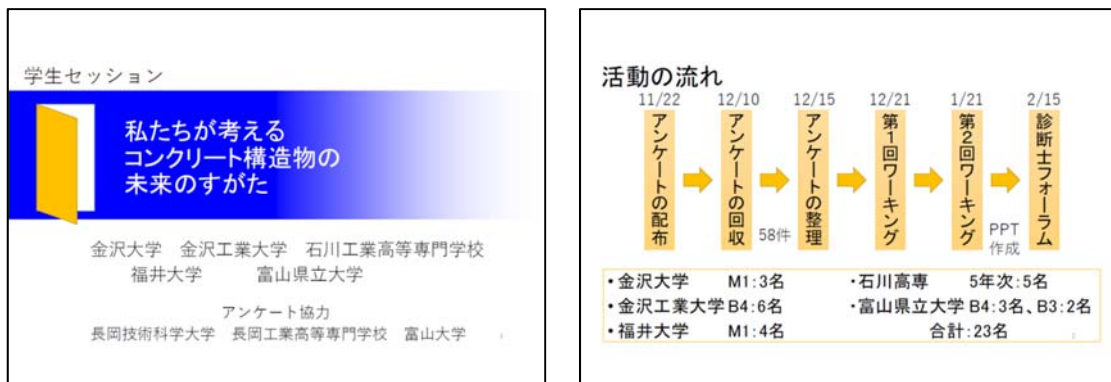 学生セッション
私たちが考える
コンクリート構造物の
未来のすがた
金沢大学 金沢工業大学 石川工業高等専門学校
福井大学 富山県立大学
アンケート協力
長岡技術科学大学 長岡工業高等専門学校 富山大学
活動の流れ
11/22 12/10 12/15 12/21 1/21 2/15
アンケートの配布
アンケートの回収
58件
アンケートの整理
第1回ワーキング
第2回ワーキング
PPT
作成
診断士フォーラム
・金沢大学 M1:3名 ・石川高専 5年次:5名
・金沢工業大学 B4:6名 ・富山県立大学 B4:3名、B3:2名
・福井大学 M1:4名 合計:23名